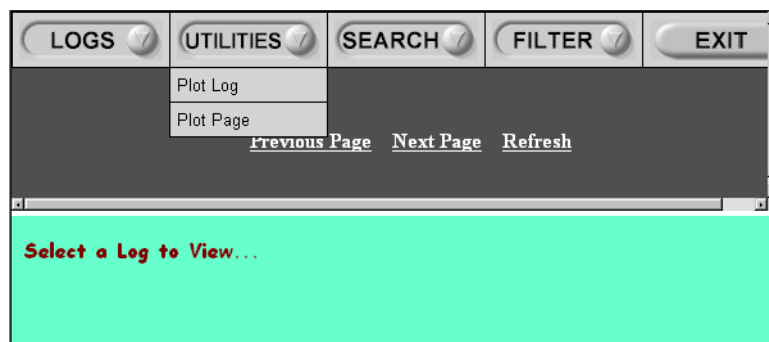 LOGS UTILITIES SEARCH FILTER EXIT
Plot Log
Plot Page
Previous Page Next Page Refresh
Select a Log to View...